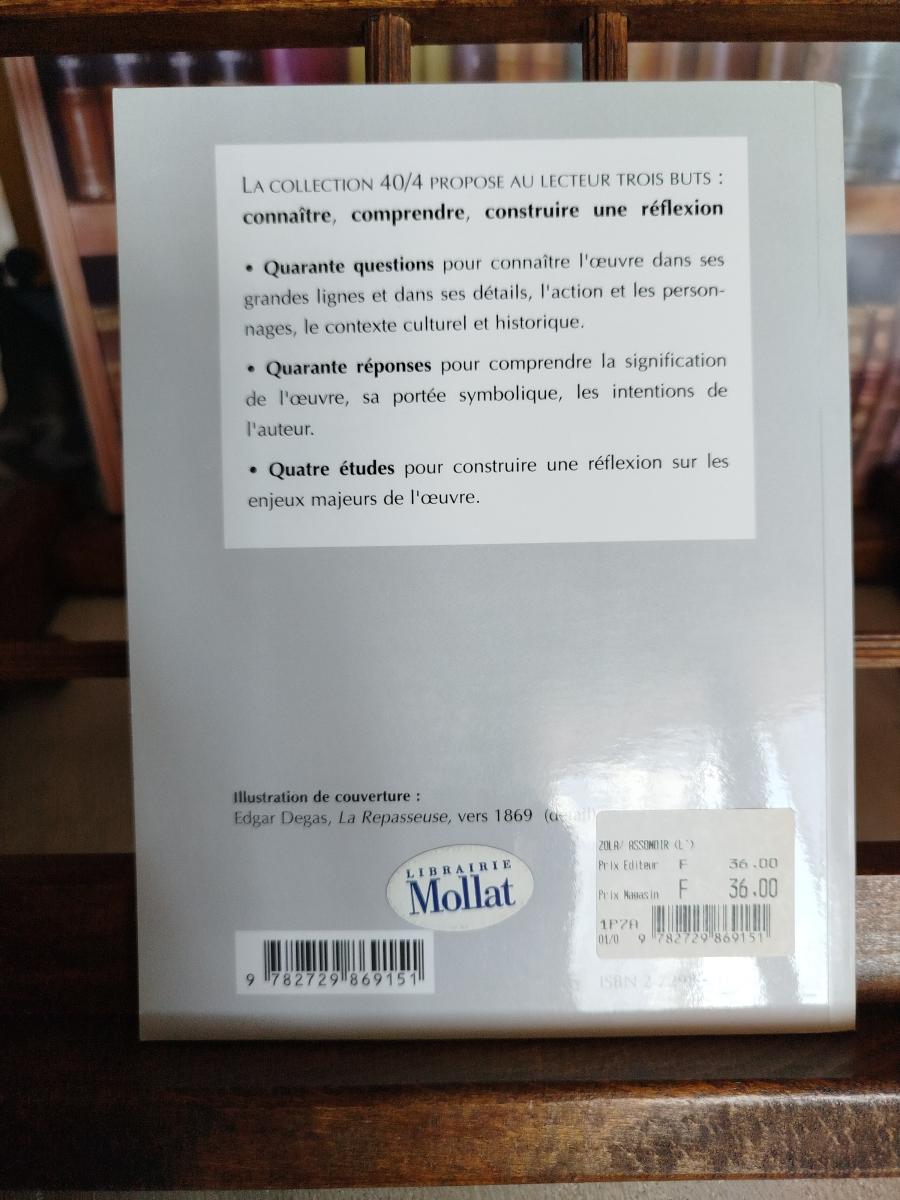 LA COLLECTION 40/4 PROPOSE AU LECTEUR TROIS BUTS :
connaître, comprendre, construire une réflexion
• Quarante questions pour connaître l'œuvre dans ses
grandes lignes et dans ses détails, l'action et les person-
nages, le contexte culturel et historique.
• Quarante réponses pour comprendre la signification
de l'œuvre, sa portée symbolique, les intentions de
l'auteur.
• Quatre études pour construire une réflexion sur les
enjeux majeurs de l'œuvre.
Illustration de couverture :
Edgar Degas, La Repasseuse, vers 1869 (détail)
LIBRAIRIE
Mollat
ZOLA/ ASSOMOIR (L')
Prix Editeur F 36.00
Prix Magasin F 36.00
1P7A
01/0 9 782729 869151
9 782729 869151
ISBN